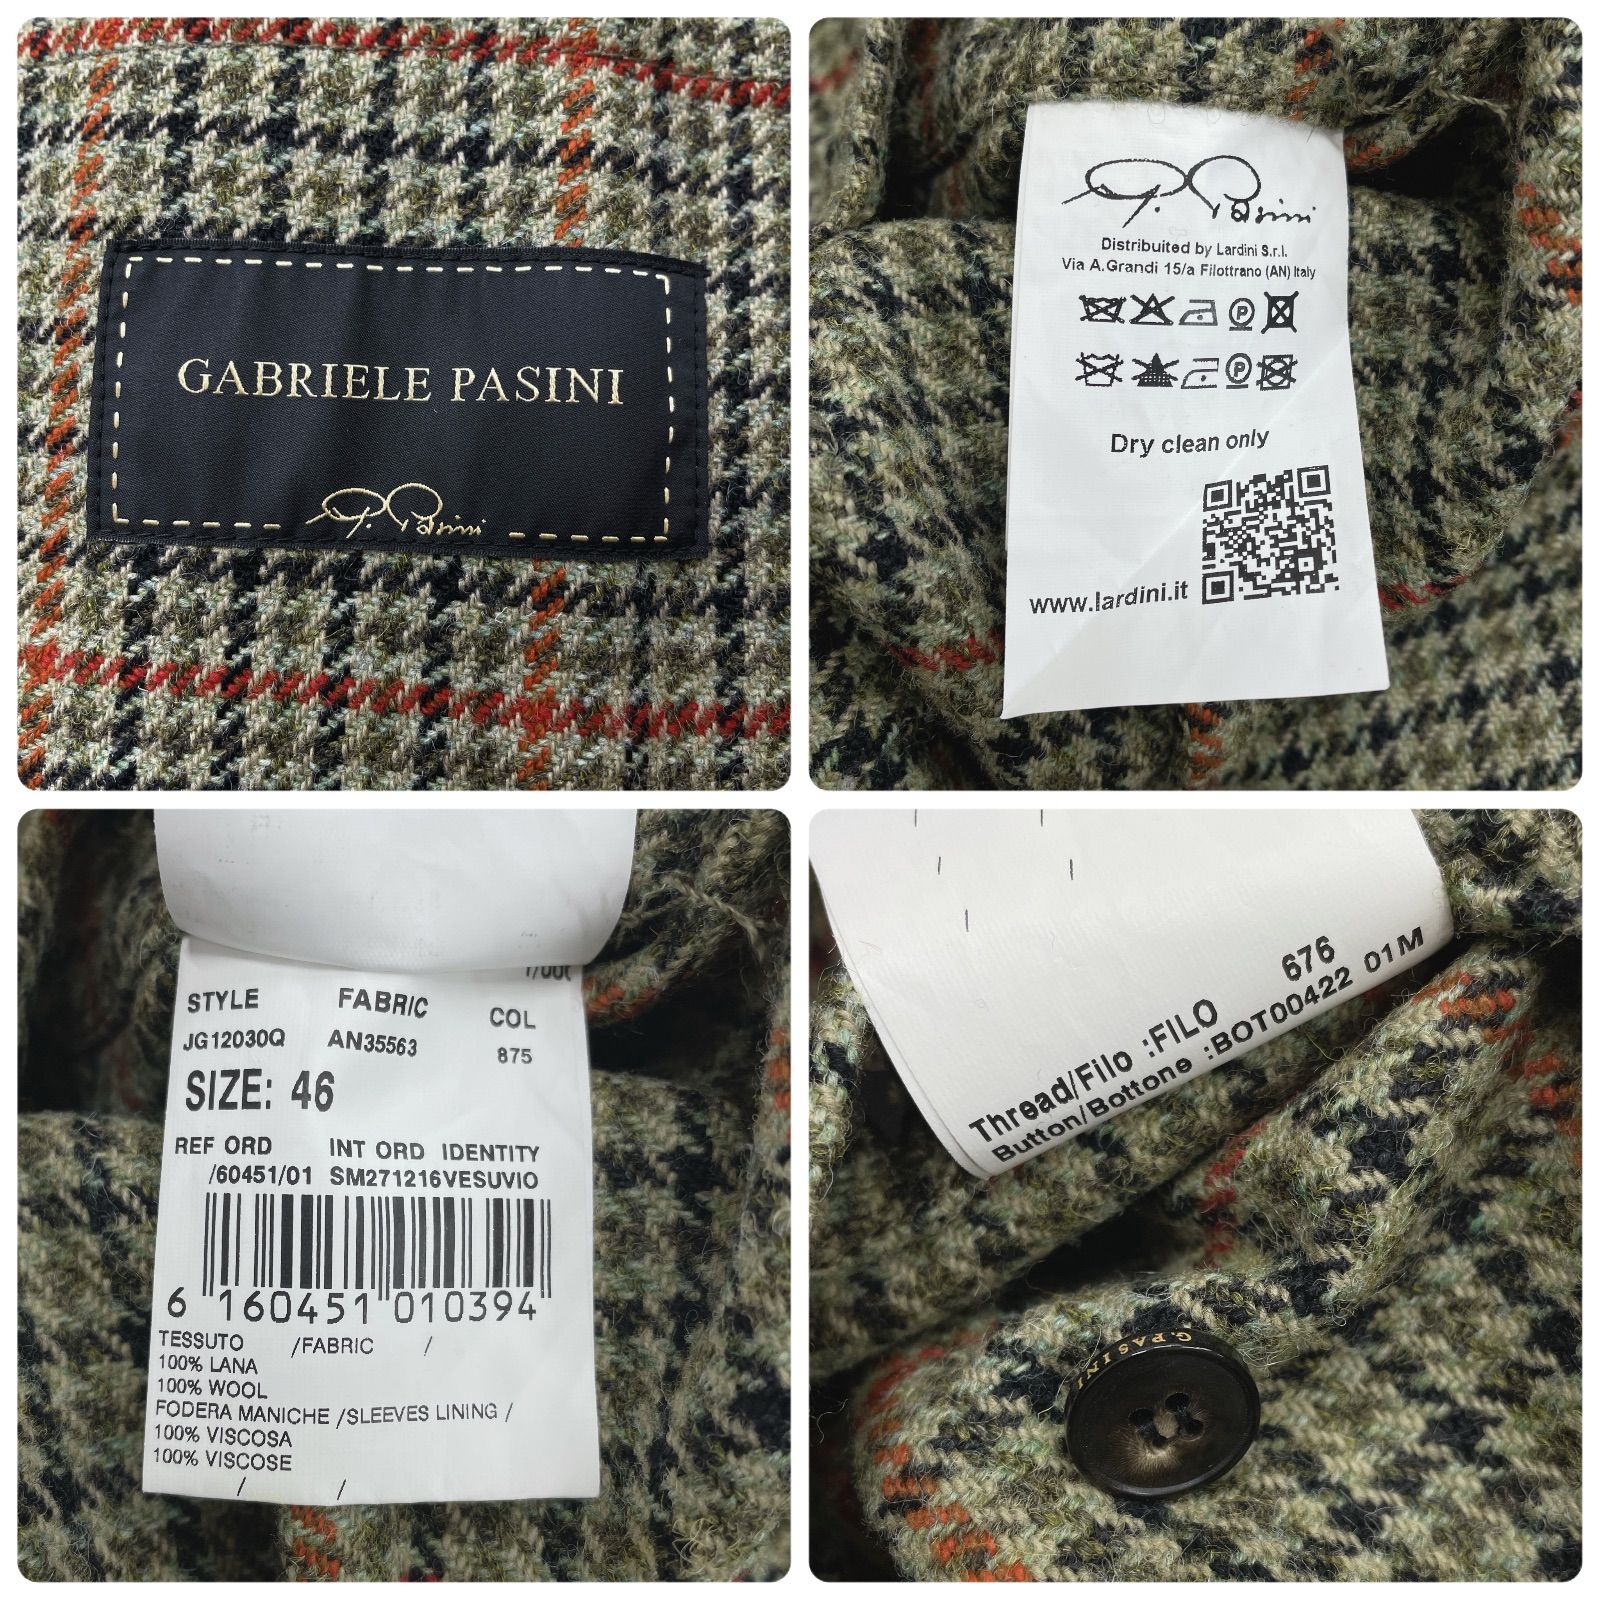 GABRIELE PASINI
G. Pasini
G. Pasini
Distribuited by Lardini S.r.l.
Via A.Grandi 15/a Filottrano (AN) Italy
P
P
Dry clean only
www.lardini.it
STYLE FABRIC COL
JG12030Q AN35563 875
SIZE: 46
REF ORD INT ORD IDENTITY
/60451/01 SM271216VESUVIO
6 160451 010394
TESSUTO /FABRIC /
100% LANA
100% WOOL
FODERA MANICHE /SLEEVES LINING /
100% VISCOSA
100% VISCOSE
/ /
676
Thread/Filo :FILO
Button/Bottone :BOT00422 01M
G.PASINI